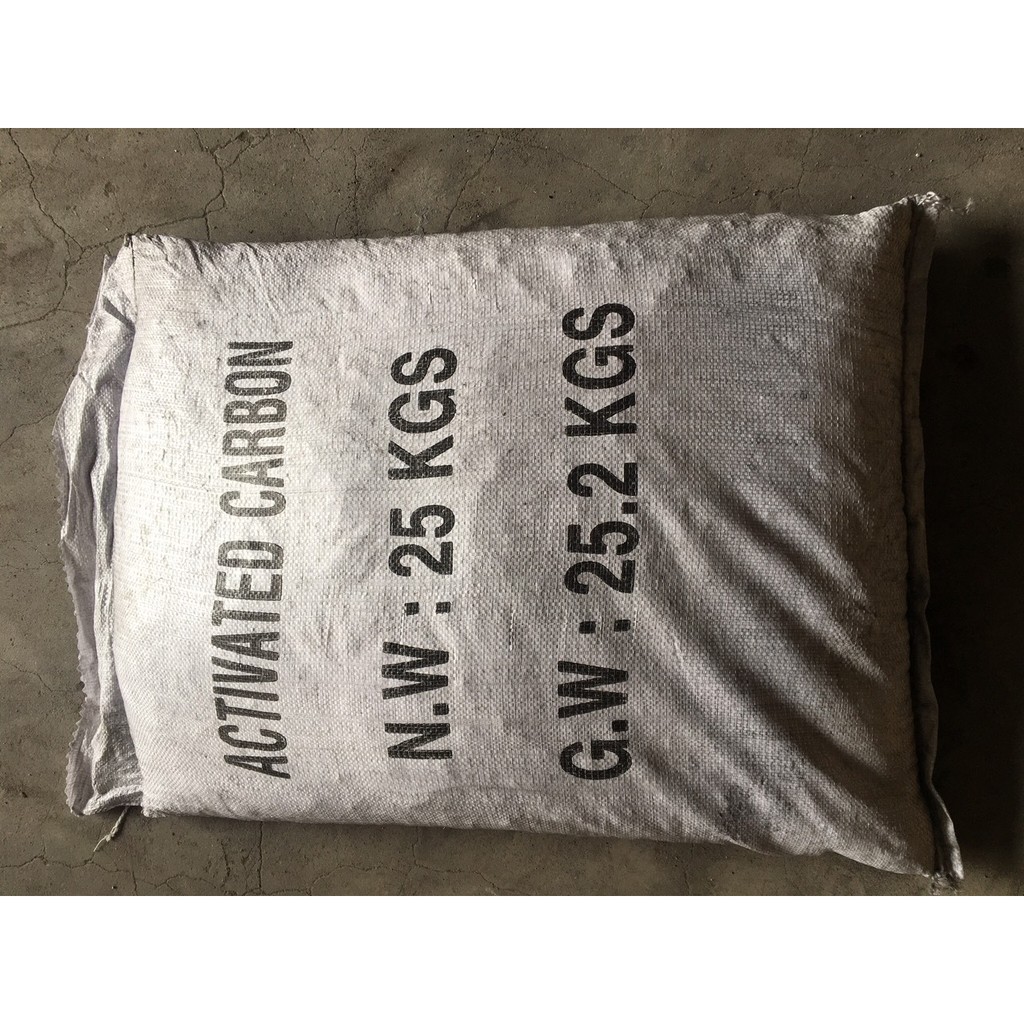 ACTIVATED CARBON
N.W : 25 KGS
G.W : 25.2 KGS